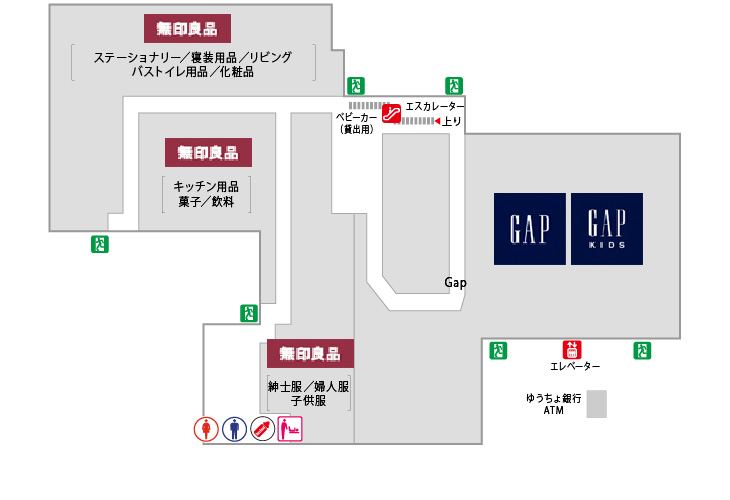 無印良品
ステーショナリー／寝装用品／リビング
バストイレ用品／化粧品
ベビーカー
（貸出用）
エスカレーター
上り
無印良品
キッチン用品
菓子／飲料
GAP
GAP
KIDS
Gap
無印良品
紳士服／婦人服
子供服
エレベーター
ゆうちょ銀行
ATM